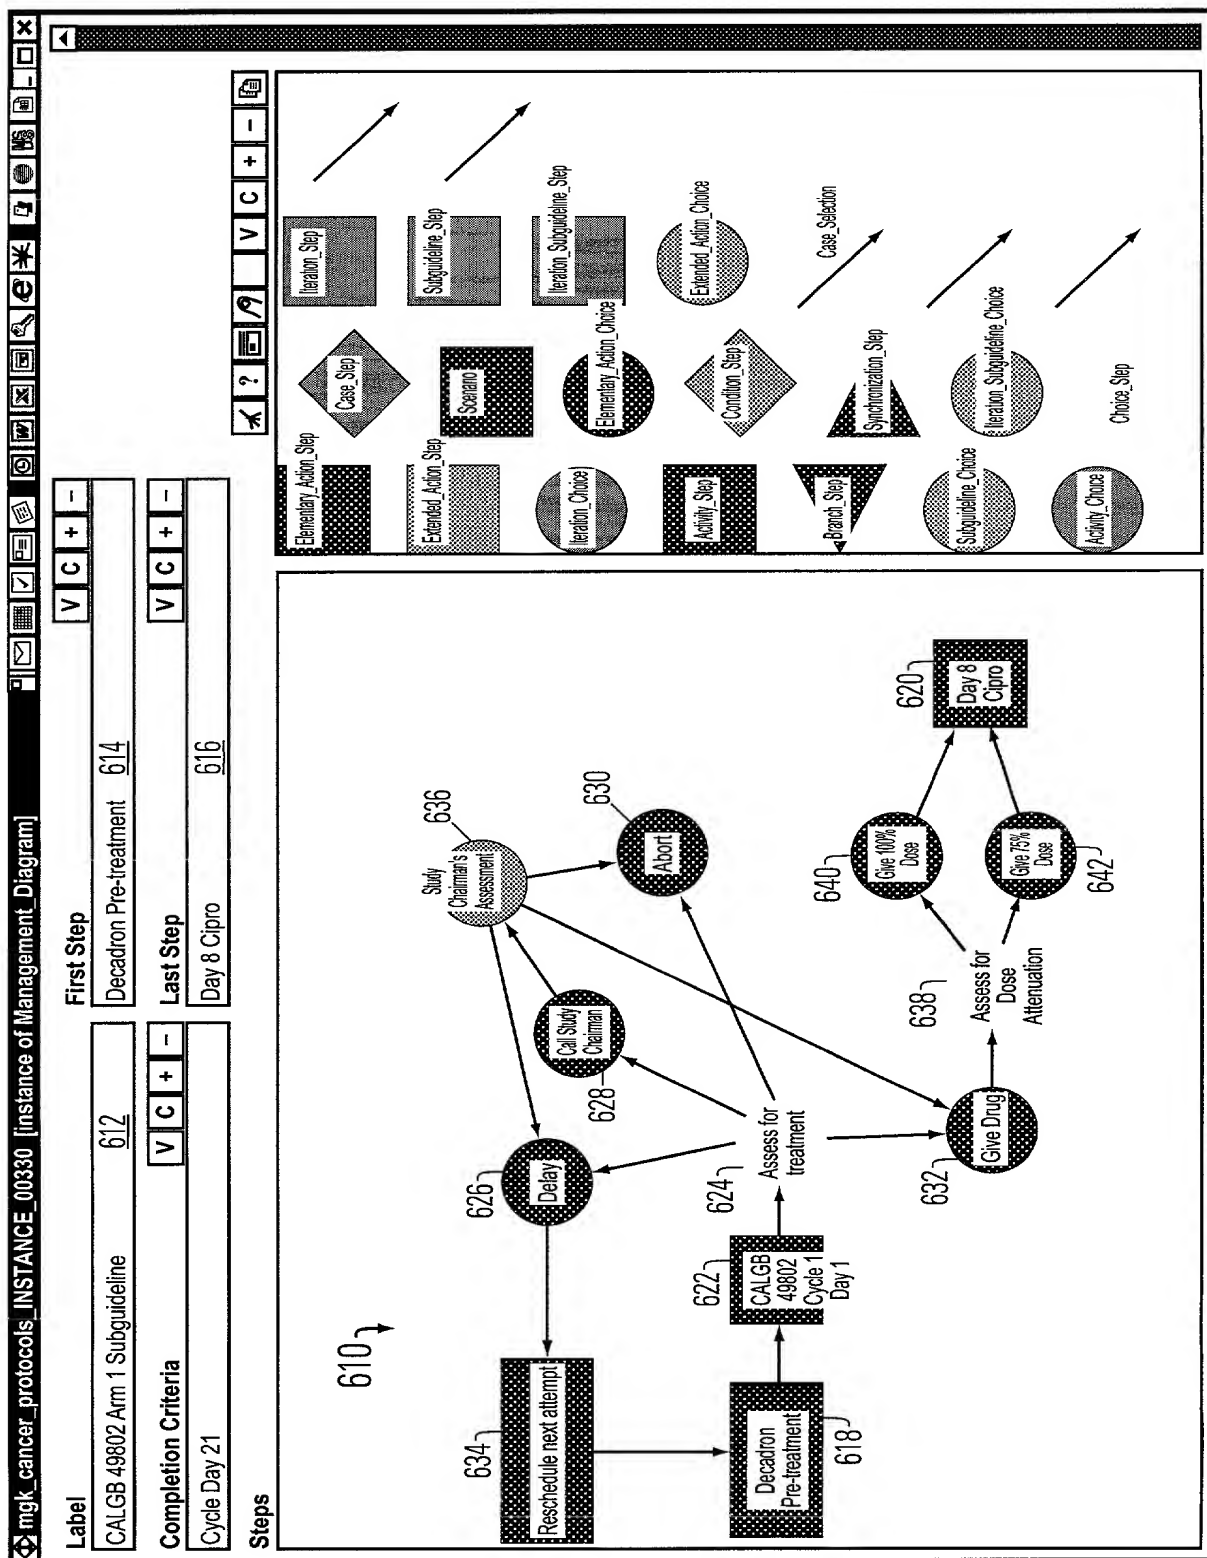 mgk_cancer_protocols_INSTANCE_00330 [instance of Management_Diagram]
Label
CALGB 49802 Arm 1 Subguideline 612
First Step
V C + -
Decadron Pre-treatment 614
Completion Criteria
V C + -
Cycle Day 21
Last Step
V C + -
Day 8 Cipro 616
Steps
? V C + -
610
634
Reschedule next attempt
626
Delay
628
Call Study
Chairman
636
Study
Chairman's
Assessment
630
Abort
618
Decadron
Pre-treatment
622
CALGB
49802
Cycle 1
Day 1
624
Assess for
treatment
632
Give Drug
638
Assess for
Dose
Attenuation
640
Give 100%
Dose
642
Give 75%
Dose
620
Day 8
Cipro
Elementary_Action_Step
Case_Step
Iteration_Step
Extended_Action_Step
Scenario
Subguideline_Step
Iteration_Choice
Elementary_Action_Choice
Iteration_Subguideline_Step
Activity_Step
Condition_Step
Extended_Action_Choice
Branch_Step
Synchronization_Step
Case_Selection
Subguideline_Choice
Iteration_Subguideline_Choice
Activity_Choice
Choice_Step